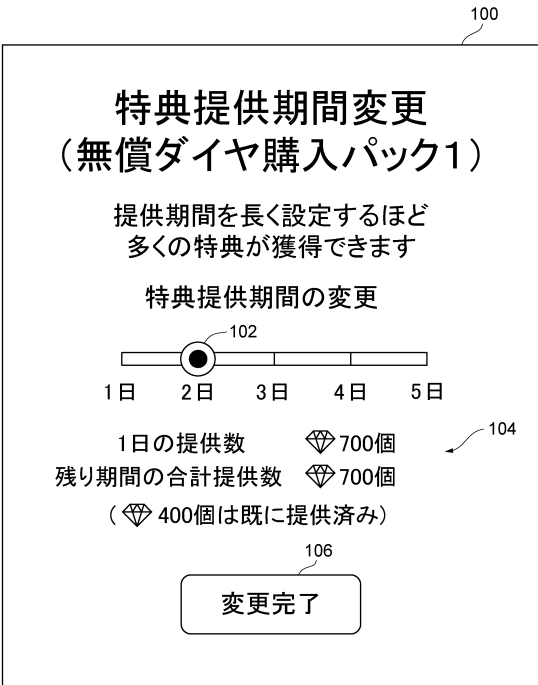 100
特典提供期間変更
（無償ダイヤ購入パック１）
提供期間を長く設定するほど
多くの特典が獲得できます
特典提供期間の変更
102
1日 2日 3日 4日 5日
1日の提供数 700個
104
残り期間の合計提供数 700個
（ 400個は既に提供済み）
106
変更完了